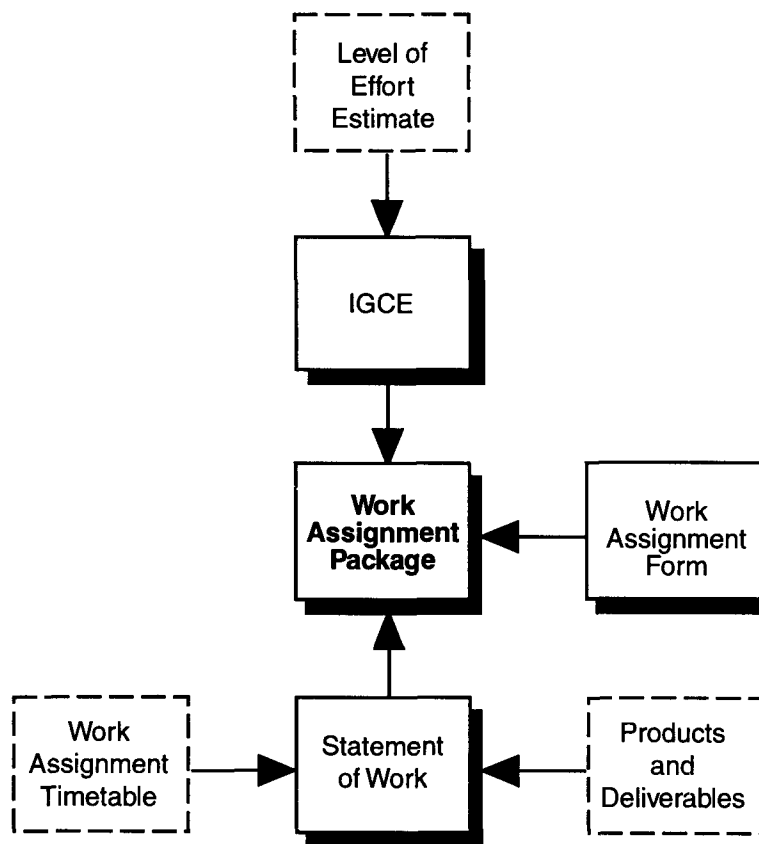 Level of
Effort
Estimate
IGCE
Work
Assignment
Package
Work
Assignment
Form
Work
Assignment
Timetable
Statement
of Work
Products
and
Deliverables